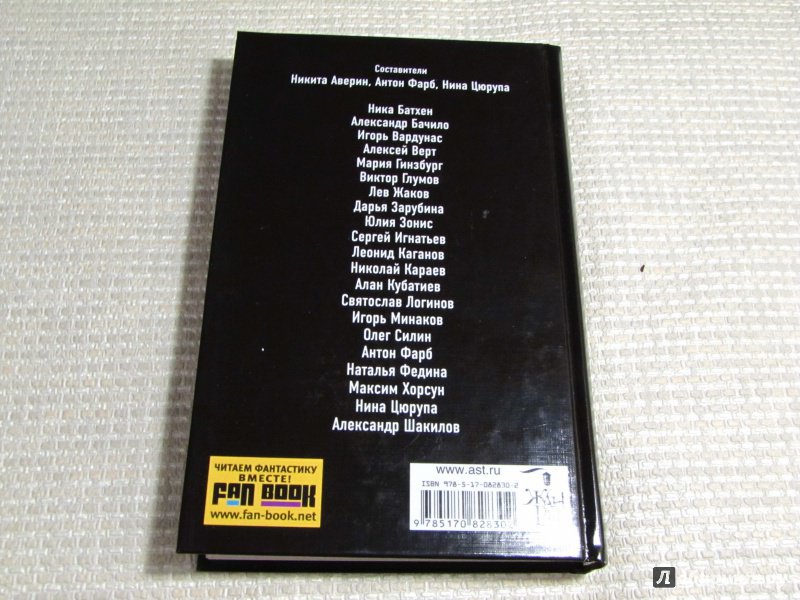 Составители
Никита Аверин, Антон Фарб, Нина Цюрупа
Ника Батхен
Александр Бачило
Игорь Вардунас
Алексей Верт
Мария Гинзбург
Виктор Глумов
Лев Жаков
Дарья Зарубина
Юлия Зонис
Сергей Игнатьев
Леонид Каганов
Николай Караев
Алан Кубатиев
Святослав Логинов
Игорь Минаков
Олег Силин
Антон Фарб
Наталья Федина
Максим Хорсун
Нина Цюрупа
Александр Шакилов
ЧИТАЕМ ФАНТАСТИКУ
ВМЕСТЕ!
FAN BOOK
www.fan-book.net
www.ast.ru
ISBN 978-5-17-082830-2
9 785170 82830